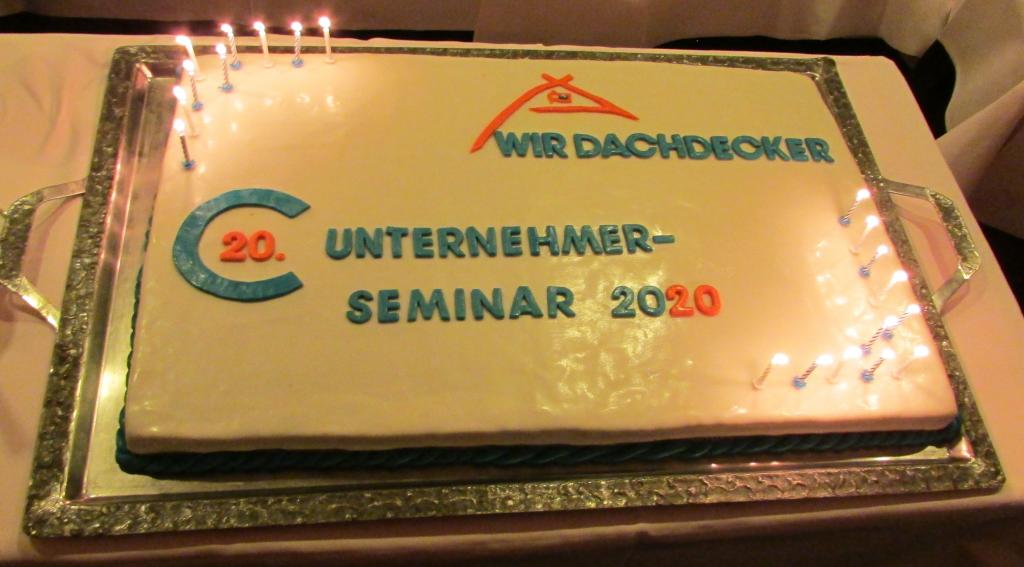 WIR DACHDECKER
20. UNTERNEHMER-
SEMINAR 2020